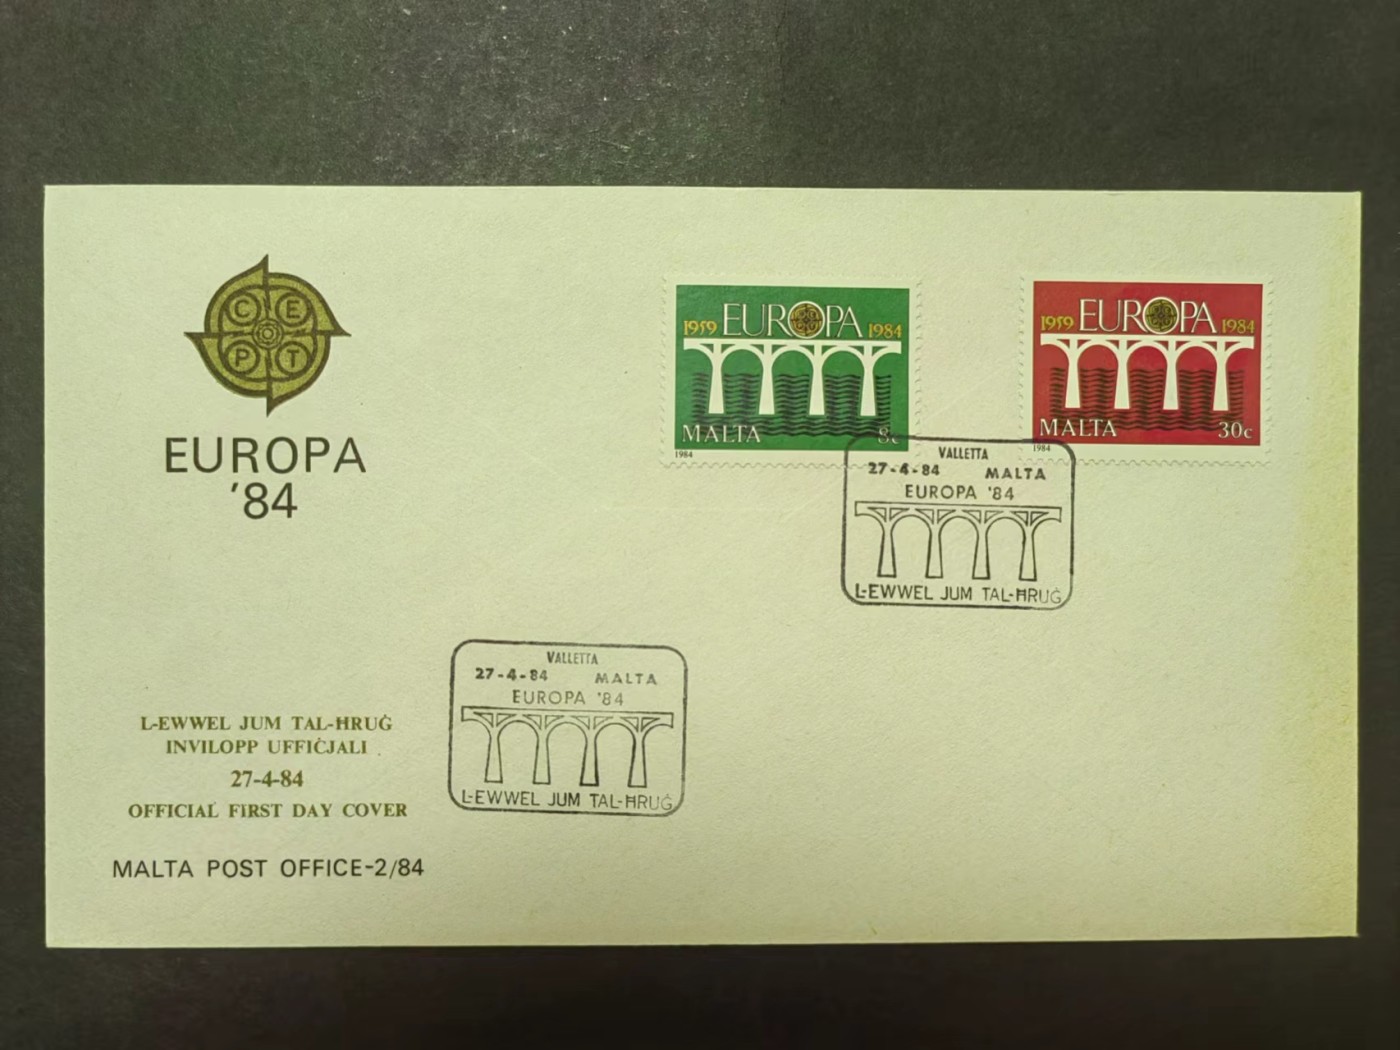 C E
P T
EUROPA
'84
L-EWWEL JUM TAL-ĦRUĠ
INVILOPP UFFIĊJALI
27-4-84
OFFICIAL FIRST DAY COVER
MALTA POST OFFICE-2/84
1959 EUROPA 1984
MALTA 8c
1984
1959 EUROPA 1984
MALTA 30c
1984
VALLETTA
27-4-84 MALTA
EUROPA '84
L-EWWEL JUM TAL-ĦRUĠ
VALLETTA
27-4-84 MALTA
EUROPA '84
L-EWWEL JUM TAL-ĦRUĠ